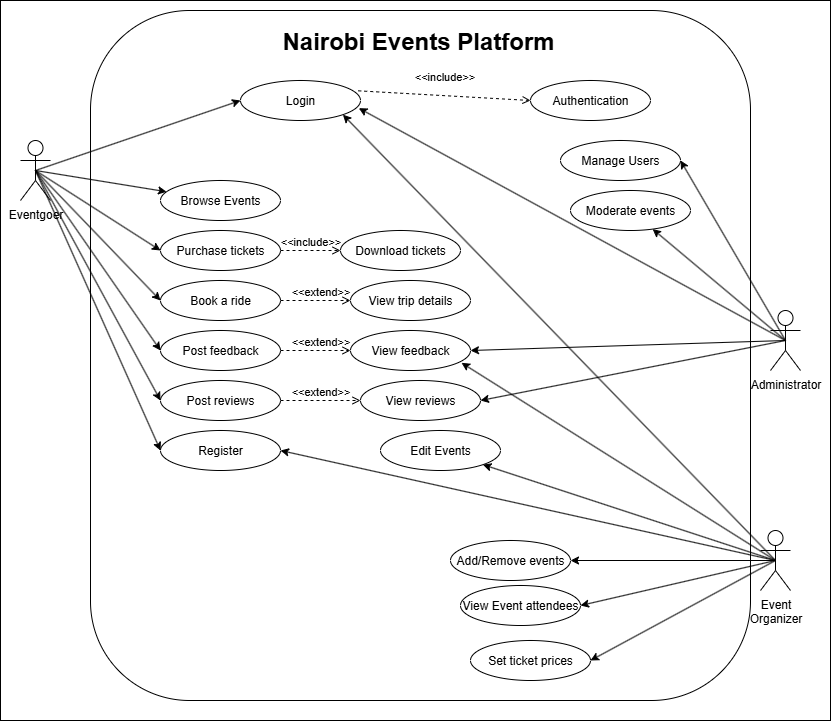 Nairobi Events Platform
<<include>>
Login
Authentication
Manage Users
Eventgoer
Browse Events
Moderate events
Purchase tickets
<<include>>
Download tickets
Book a ride
<<extend>>
View trip details
Post feedback
<<extend>>
View feedback
Administrator
Post reviews
<<extend>>
View reviews
Register
Edit Events
Add/Remove events
View Event attendees
Event
Organizer
Set ticket prices